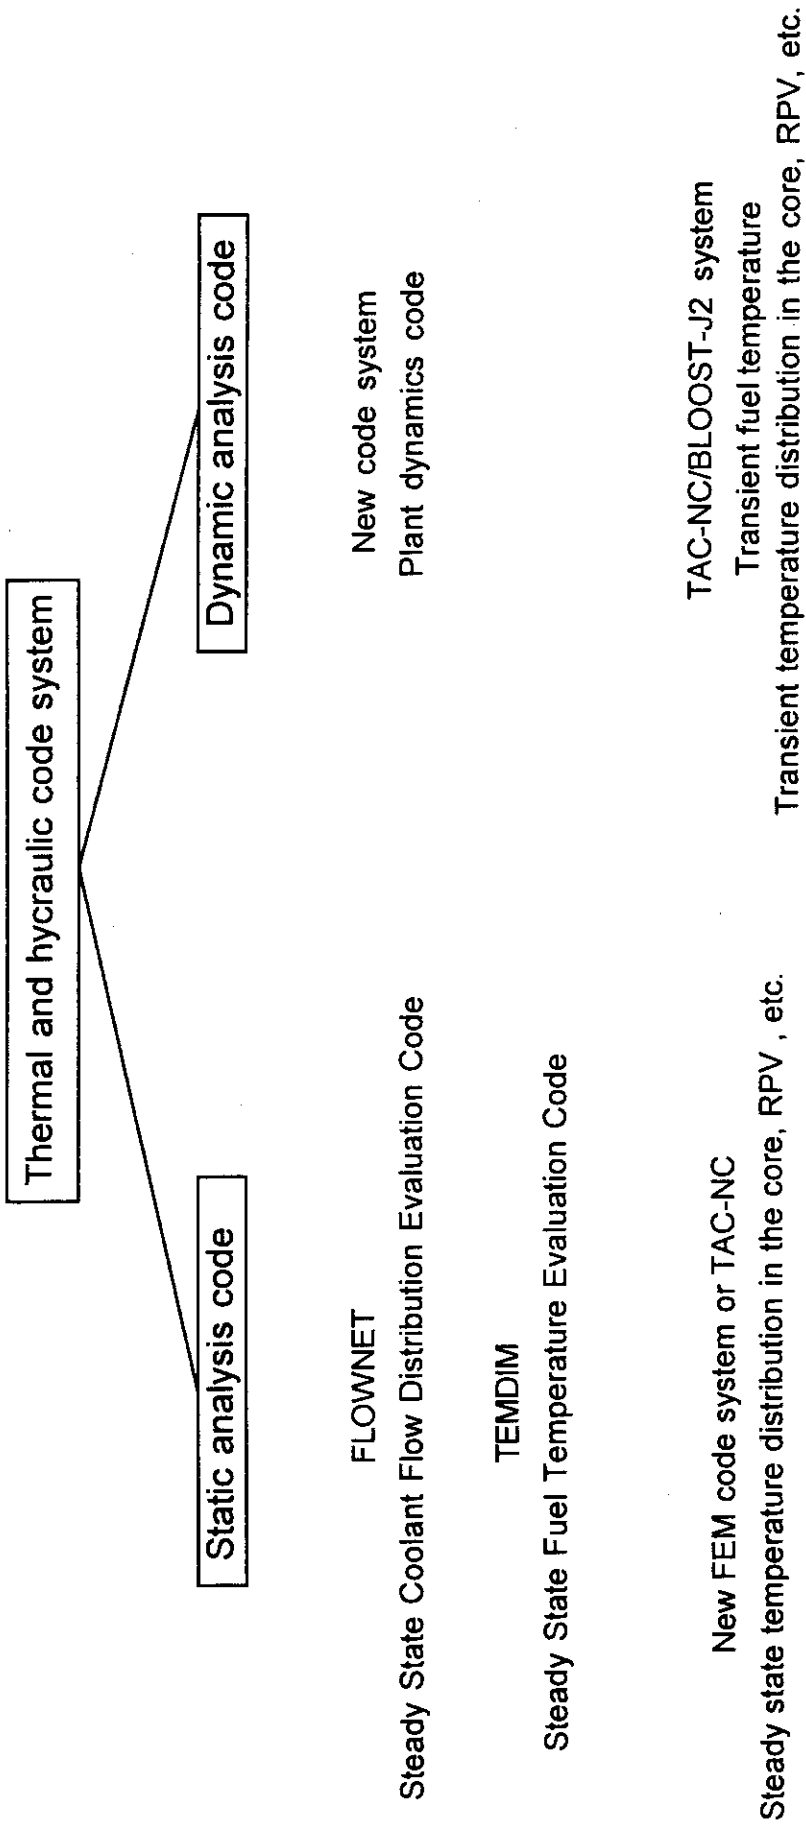 Thermal and hycraulic code system
Static analysis code
Dynamic analysis code
FLOWNET
Steady State Coolant Flow Distribution Evaluation Code
TEMDIM
Steady State Fuel Temperature Evaluation Code
New FEM code system or TAC-NC
Steady state temperature distribution in the core, RPV , etc.
New code system
Plant dynamics code
TAC-NC/BLOOST-J2 system
Transient fuel temperature
Transient temperature distribution in the core, RPV, etc.